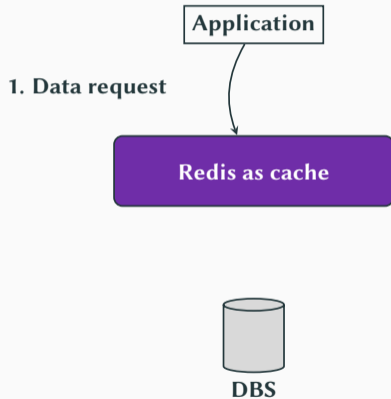 Application
1. Data request
Redis as cache
DBS